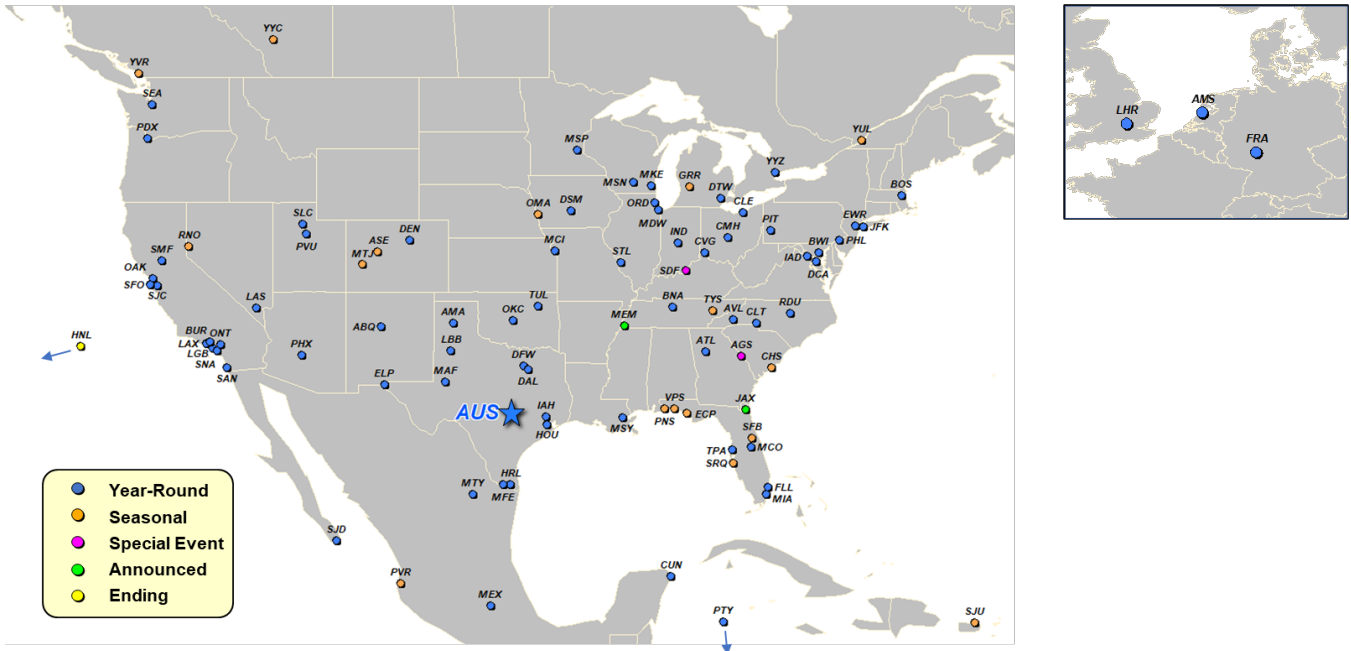 YYC
YVR
SEA
PDX
MSP
YUL
YYZ
MSN
MKE
GRR
DTW
BOS
OMA
DSM
ORD
MDW
CLE
CMH
PIT
EWR
JFK
SLC
PVU
RNO
SMF
ASE
MTJ
DEN
MCI
STL
IND
CVG
BWI
PHL
IAD
DCA
OAK
SFO
SJC
SDF
LAS
ABQ
AMA
OKC
TUL
MEM
BNA
TYS
AVL
CLT
RDU
HNL
BUR
ONT
LAX
LGB
SNA
SAN
PHX
LBB
DFW
DAL
ATL
AGS
CHS
ELP
MAF
AUS
IAH
HOU
MSY
VPS
PNS
ECP
JAX
SFB
MCO
TPA
SRQ
FLL
MIA
MTY
HRL
MFE
SJD
PVR
MEX
CUN
PTY
SJU
Year-Round
Seasonal
Special Event
Announced
Ending
LHR
AMS
FRA